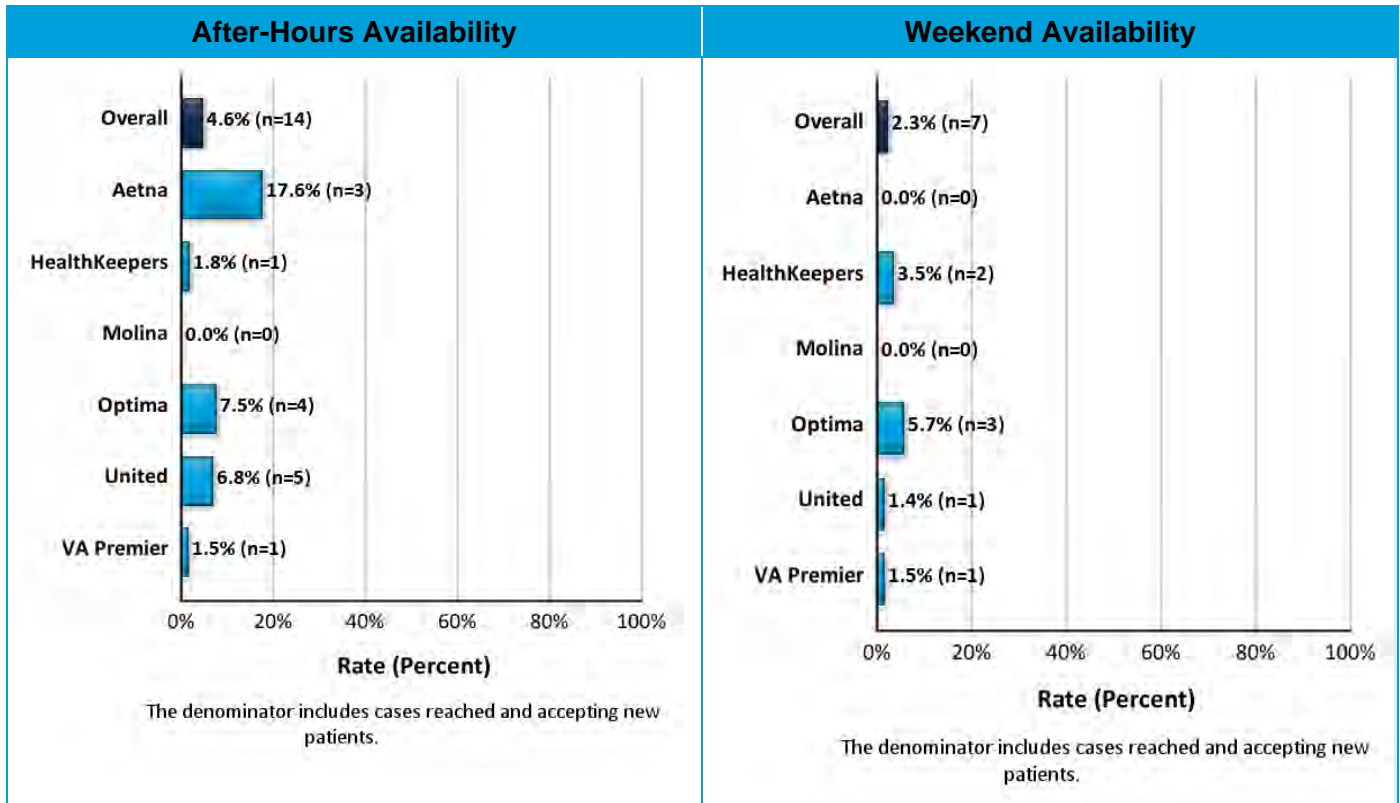 After-Hours Availability
Overall 4.6% (n=14)
Aetna 17.6% (n=3)
HealthKeepers 1.8% (n=1)
Molina 0.0% (n=0)
Optima 7.5% (n=4)
United 6.8% (n=5)
VA Premier 1.5% (n=1)
0% 20% 40% 60% 80% 100%
Rate (Percent)
The denominator includes cases reached and accepting new
patients.
Weekend Availability
Overall 2.3% (n=7)
Aetna 0.0% (n=0)
HealthKeepers 3.5% (n=2)
Molina 0.0% (n=0)
Optima 5.7% (n=3)
United 1.4% (n=1)
VA Premier 1.5% (n=1)
0% 20% 40% 60% 80% 100%
Rate (Percent)
The denominator includes cases reached and accepting new
patients.